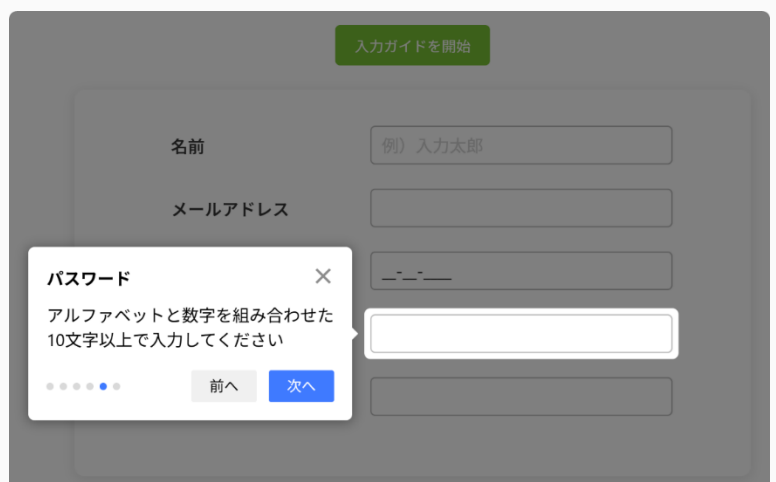 入力ガイドを開始
名前
例）入力太郎
メールアドレス
__-__-___
パスワード
アルファベットと数字を組み合わせた
10文字以上で入力してください
前へ
次へ